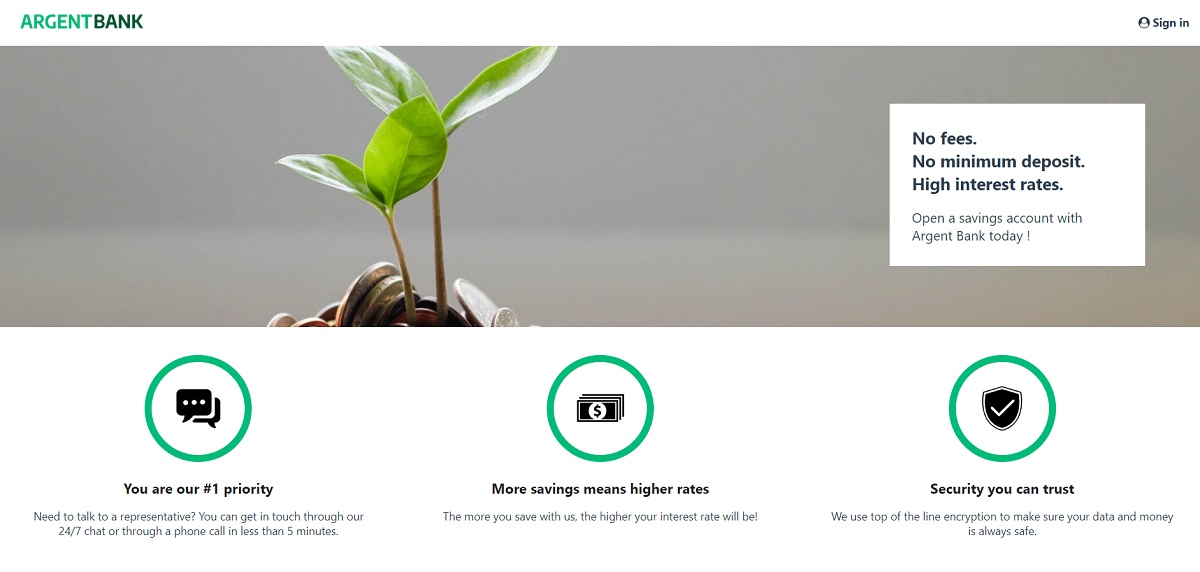 ARGENTBANK
Sign in
No fees.
No minimum deposit.
High interest rates.
Open a savings account with
Argent Bank today !
You are our #1 priority
Need to talk to a representative? You can get in touch through our
24/7 chat or through a phone call in less than 5 minutes.
More savings means higher rates
The more you save with us, the higher your interest rate will be!
Security you can trust
We use top of the line encryption to make sure your data and money
is always safe.